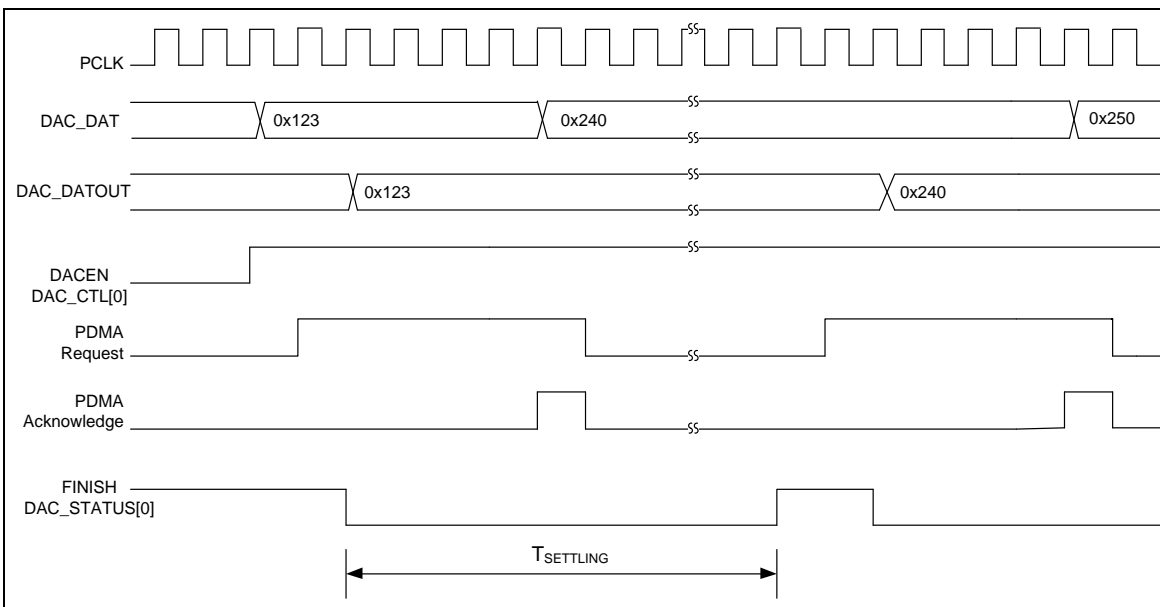 PCLK
DAC_DAT
0x123
0x240
0x250
DAC_DATOUT
0x123
0x240
DACEN
DAC_CTL[0]
PDMA
Request
PDMA
Acknowledge
FINISH
DAC_STATUS[0]
TSETTLING